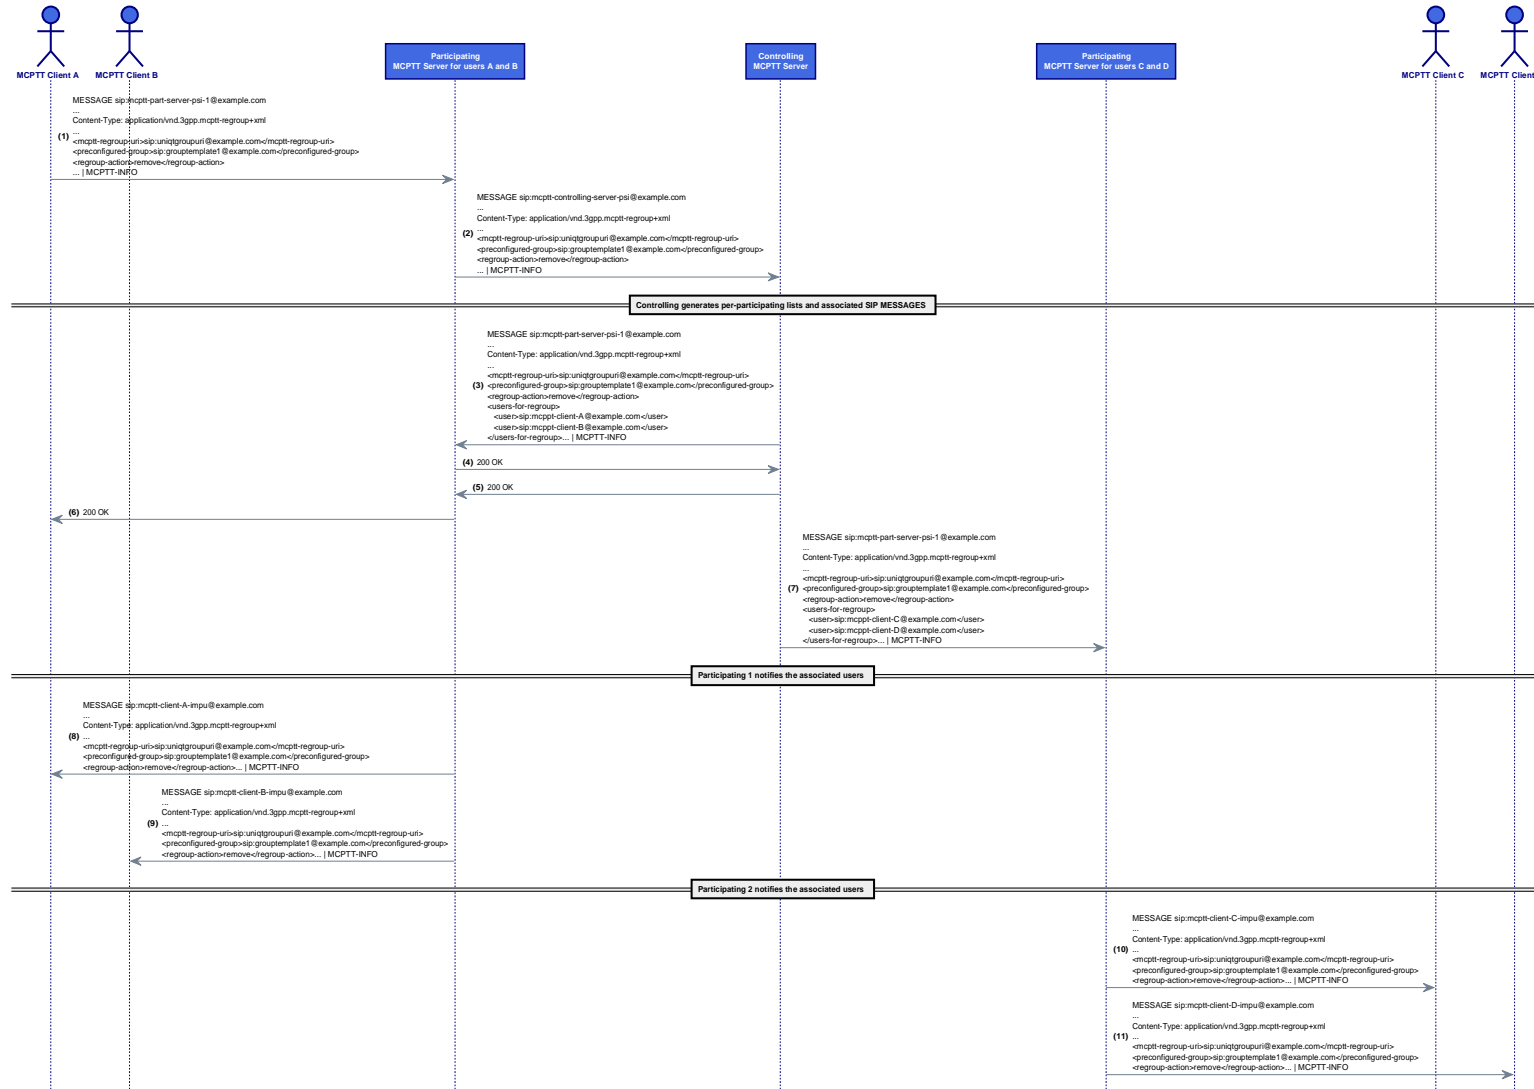 MCPTT Client A
MCPTT Client B
Participating
MCPTT Server for users A and B
Controlling
MCPTT Server
Participating
MCPTT Server for users C and D
MCPTT Client C
MCPTT Client
MESSAGE sip:mcptt-part-server-psi-1@example.com
...
Content-Type: application/vnd.3gpp.mcptt-regroup+xml
(1) ...
<mcptt-regroup-uri>sip:uniqtgroupuri@example.com</mcptt-regroup-uri>
<preconfigured-group>sip:grouptemplate1@example.com</preconfigured-group>
<regroup-action>remove</regroup-action>
... | MCPTT-INFO
MESSAGE sip:mcptt-controlling-server-psi@example.com
...
Content-Type: application/vnd.3gpp.mcptt-regroup+xml
(2) ...
<mcptt-regroup-uri>sip:uniqtgroupuri@example.com</mcptt-regroup-uri>
<preconfigured-group>sip:grouptemplate1@example.com</preconfigured-group>
<regroup-action>remove</regroup-action>
... | MCPTT-INFO
Controlling generates per-participating lists and associated SIP MESSAGES
MESSAGE sip:mcptt-part-server-psi-1@example.com
...
Content-Type: application/vnd.3gpp.mcptt-regroup+xml
...
<mcptt-regroup-uri>sip:uniqtgroupuri@example.com</mcptt-regroup-uri>
(3) <preconfigured-group>sip:grouptemplate1@example.com</preconfigured-group>
<regroup-action>remove</regroup-action>
<users-for-regroup>
<user>sip:mcppt-client-A@example.com</user>
<user>sip:mcppt-client-B@example.com</user>
</users-for-regroup>... | MCPTT-INFO
(4) 200 OK
(5) 200 OK
(6) 200 OK
MESSAGE sip:mcptt-part-server-psi-1@example.com
...
Content-Type: application/vnd.3gpp.mcptt-regroup+xml
...
<mcptt-regroup-uri>sip:uniqtgroupuri@example.com</mcptt-regroup-uri>
(7) <preconfigured-group>sip:grouptemplate1@example.com</preconfigured-group>
<regroup-action>remove</regroup-action>
<users-for-regroup>
<user>sip:mcppt-client-C@example.com</user>
<user>sip:mcppt-client-D@example.com</user>
</users-for-regroup>... | MCPTT-INFO
Participating 1 notifies the associated users
MESSAGE sip:mcptt-client-A-impu@example.com
...
Content-Type: application/vnd.3gpp.mcptt-regroup+xml
(8) ...
<mcptt-regroup-uri>sip:uniqtgroupuri@example.com</mcptt-regroup-uri>
<preconfigured-group>sip:grouptemplate1@example.com</preconfigured-group>
<regroup-action>remove</regroup-action>... | MCPTT-INFO
MESSAGE sip:mcptt-client-B-impu@example.com
...
Content-Type: application/vnd.3gpp.mcptt-regroup+xml
(9) ...
<mcptt-regroup-uri>sip:uniqtgroupuri@example.com</mcptt-regroup-uri>
<preconfigured-group>sip:grouptemplate1@example.com</preconfigured-group>
<regroup-action>remove</regroup-action>... | MCPTT-INFO
Participating 2 notifies the associated users
MESSAGE sip:mcptt-client-C-impu@example.com
...
Content-Type: application/vnd.3gpp.mcptt-regroup+xml
(10) ...
<mcptt-regroup-uri>sip:uniqtgroupuri@example.com</mcptt-regroup-uri>
<preconfigured-group>sip:grouptemplate1@example.com</preconfigured-group>
<regroup-action>remove</regroup-action>... | MCPTT-INFO
MESSAGE sip:mcptt-client-D-impu@example.com
...
Content-Type: application/vnd.3gpp.mcptt-regroup+xml
(11) ...
<mcptt-regroup-uri>sip:uniqtgroupuri@example.com</mcptt-regroup-uri>
<preconfigured-group>sip:grouptemplate1@example.com</preconfigured-group>
<regroup-action>remove</regroup-action>... | MCPTT-INFO